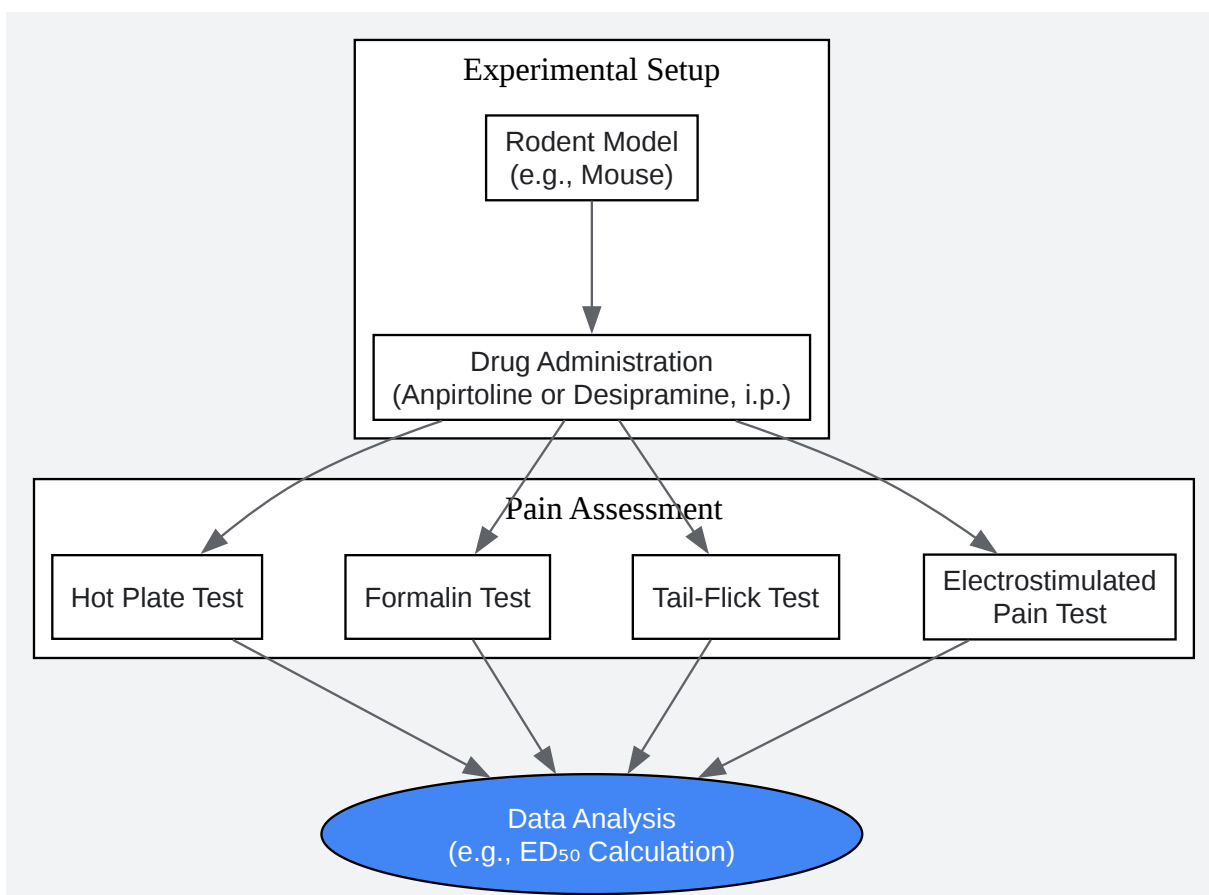 Experimental Setup
Rodent Model
(e.g., Mouse)
Drug Administration
(Anpirtoline or Desipramine, i.p.)
Pain Assessment
Hot Plate Test
Formalin Test
Tail-Flick Test
Electrostimulated
Pain Test
Data Analysis
(e.g., ED₅₀ Calculation)